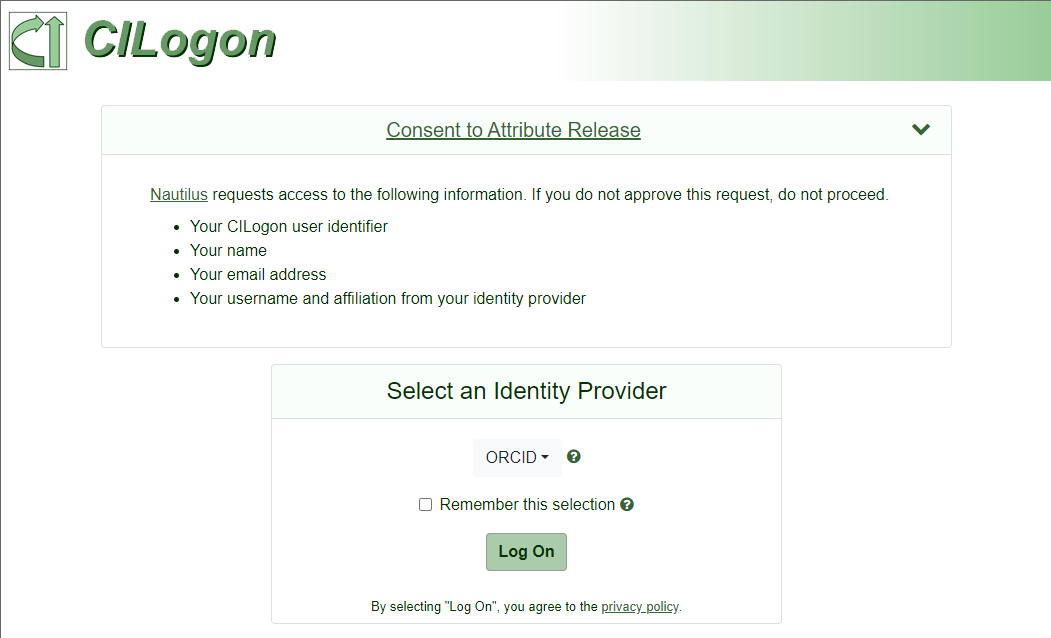 CILogon
Consent to Attribute Release
Nautilus requests access to the following information. If you do not approve this request, do not proceed.
Your CILogon user identifier
Your name
Your email address
Your username and affiliation from your identity provider
Select an Identity Provider
ORCID
Remember this selection
Log On
By selecting "Log On", you agree to the privacy policy.